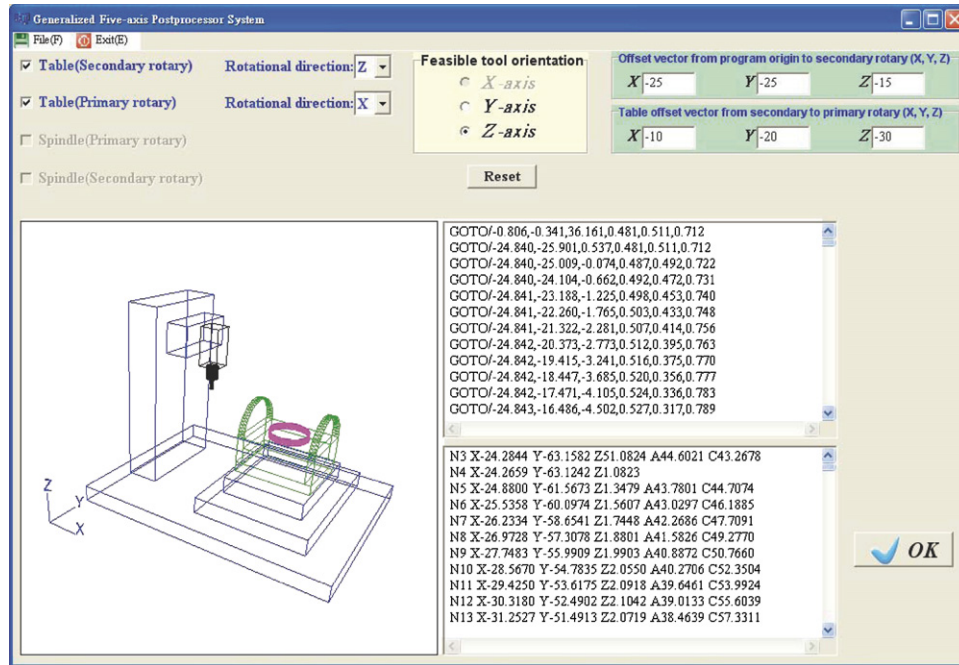 Generalized Five-axis Postprocessor System
File(F) Exit(E)
Table(Secondary rotary) Rotational direction: Z
Table(Primary rotary) Rotational direction: X
Spindle(Primary rotary)
Spindle(Secondary rotary)
Feasible tool orientation
X-axis
Y-axis
Z-axis
Reset
Offset vector from program origin to secondary rotary (X, Y, Z)
X -25 Y -25 Z -15
Table offset vector from secondary to primary rotary (X, Y, Z)
X -10 Y -20 Z -30
GOTO/-0.806,-0.341,36.161,0.481,0.511,0.712
GOTO/-24.840,-25.901,0.537,0.481,0.511,0.712
GOTO/-24.840,-25.009,-0.074,0.487,0.492,0.722
GOTO/-24.840,-24.104,-0.662,0.492,0.472,0.731
GOTO/-24.841,-23.188,-1.225,0.498,0.453,0.740
GOTO/-24.841,-22.260,-1.765,0.503,0.433,0.748
GOTO/-24.841,-21.322,-2.281,0.507,0.414,0.756
GOTO/-24.842,-20.373,-2.773,0.512,0.395,0.763
GOTO/-24.842,-19.415,-3.241,0.516,0.375,0.770
GOTO/-24.842,-18.447,-3.685,0.520,0.356,0.777
GOTO/-24.842,-17.471,-4.105,0.524,0.336,0.783
GOTO/-24.843,-16.486,-4.502,0.527,0.317,0.789
Z
Y
X
N3 X-24.2844 Y-63.1582 Z51.0824 A44.6021 C43.2678
N4 X-24.2659 Y-63.1242 Z1.0823
N5 X-24.8800 Y-61.5673 Z1.3479 A43.7801 C44.7074
N6 X-25.5358 Y-60.0974 Z1.5607 A43.0297 C46.1885
N7 X-26.2334 Y-58.6541 Z1.7448 A42.2686 C47.7091
N8 X-26.9728 Y-57.3078 Z1.8801 A41.5826 C49.2770
N9 X-27.7483 Y-55.9909 Z1.9903 A40.8872 C50.7660
N10 X-28.5670 Y-54.7835 Z2.0550 A40.2706 C52.3504
N11 X-29.4250 Y-53.6175 Z2.0918 A39.6461 C53.9924
N12 X-30.3180 Y-52.4902 Z2.1042 A39.0133 C55.6039
N13 X-31.2527 Y-51.4913 Z2.0719 A38.4639 C57.3311
OK